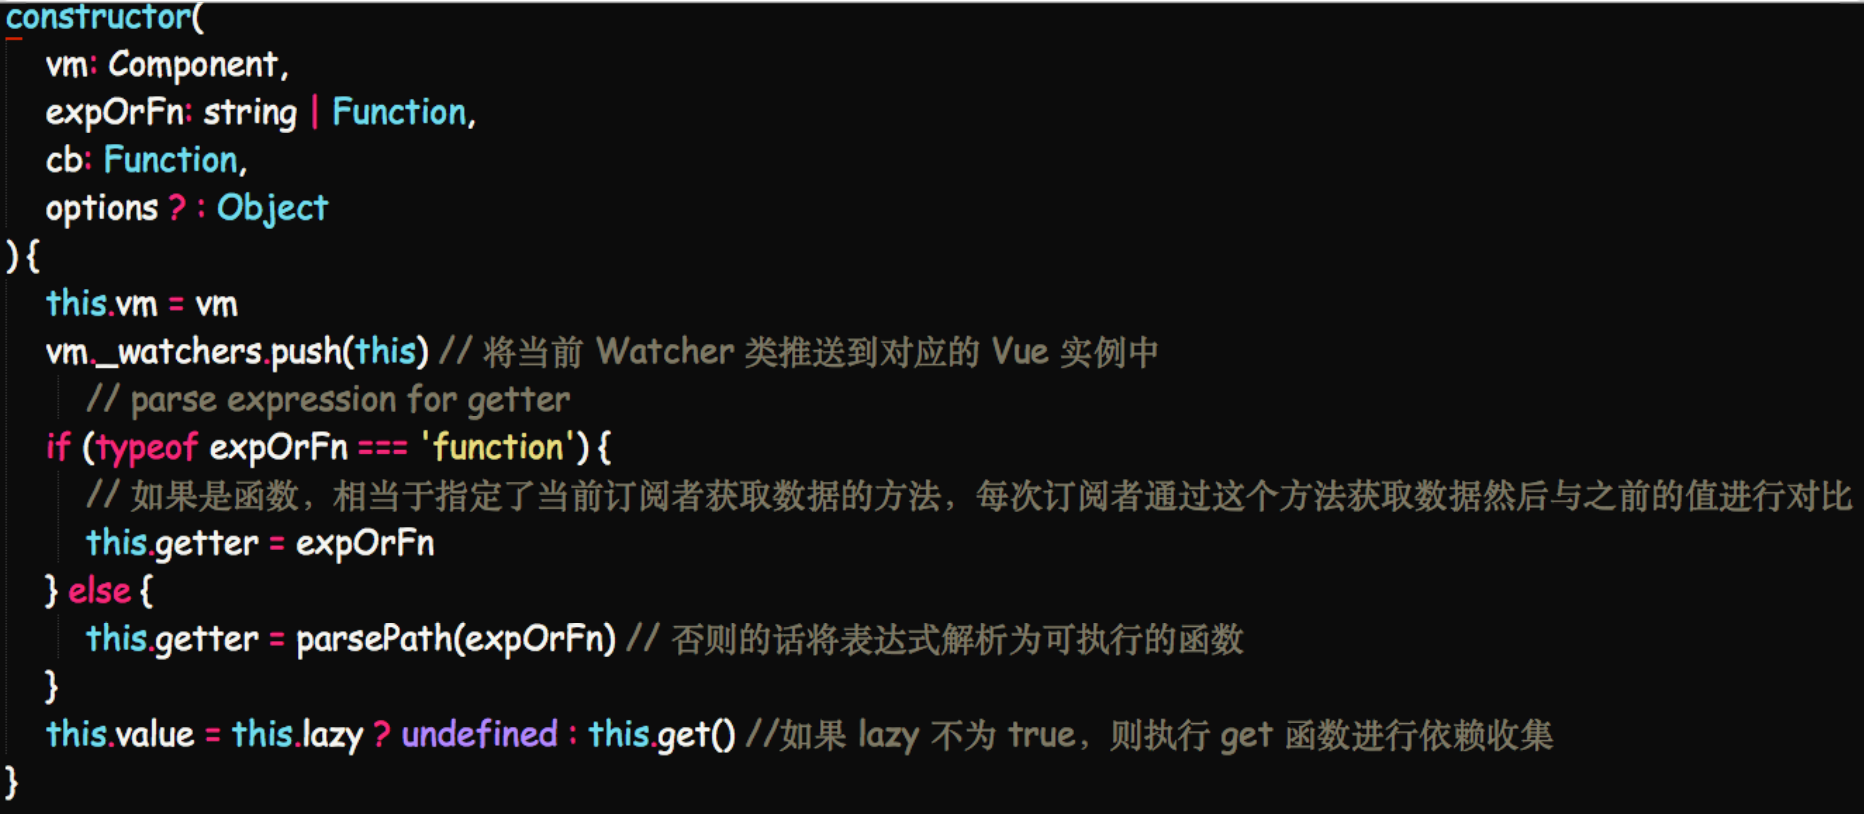 constructor(
vm: Component,
expOrFn: string | Function,
cb: Function,
options ? : Object
) {
this.vm = vm
vm._watchers.push(this) // 将当前 Watcher 类推送到对应的 Vue 实例中
// parse expression for getter
if (typeof expOrFn === 'function') {
// 如果是函数，相当于指定了当前订阅者获取数据的方法，每次订阅者通过这个方法获取数据然后与之前的值进行对比
this.getter = expOrFn
} else {
this.getter = parsePath(expOrFn) // 否则的话将表达式解析为可执行的函数
}
this.value = this.lazy ? undefined : this.get() //如果 lazy 不为 true，则执行 get 函数进行依赖收集
}